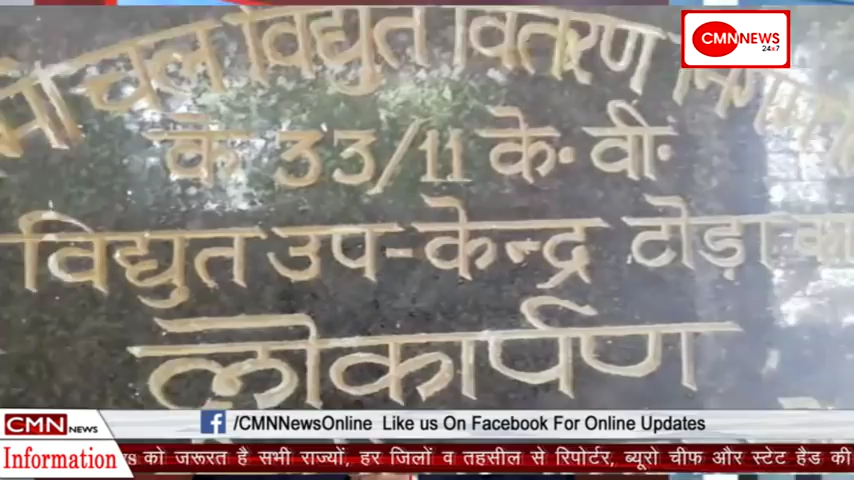 चल विद्युत वितरण
के 33/11 के. वी.
विद्युत उप-केन्द्र टोड़ा का
लोकार्पण
CMN NEWS
24x7
CMN NEWS
/CMNNewsOnline Like us On Facebook For Online Updates
Information
को जरूरत है सभी राज्यों, हर जिलों व तहसील से रिपोर्टर, ब्यूरो चीफ और स्टेट हैड की